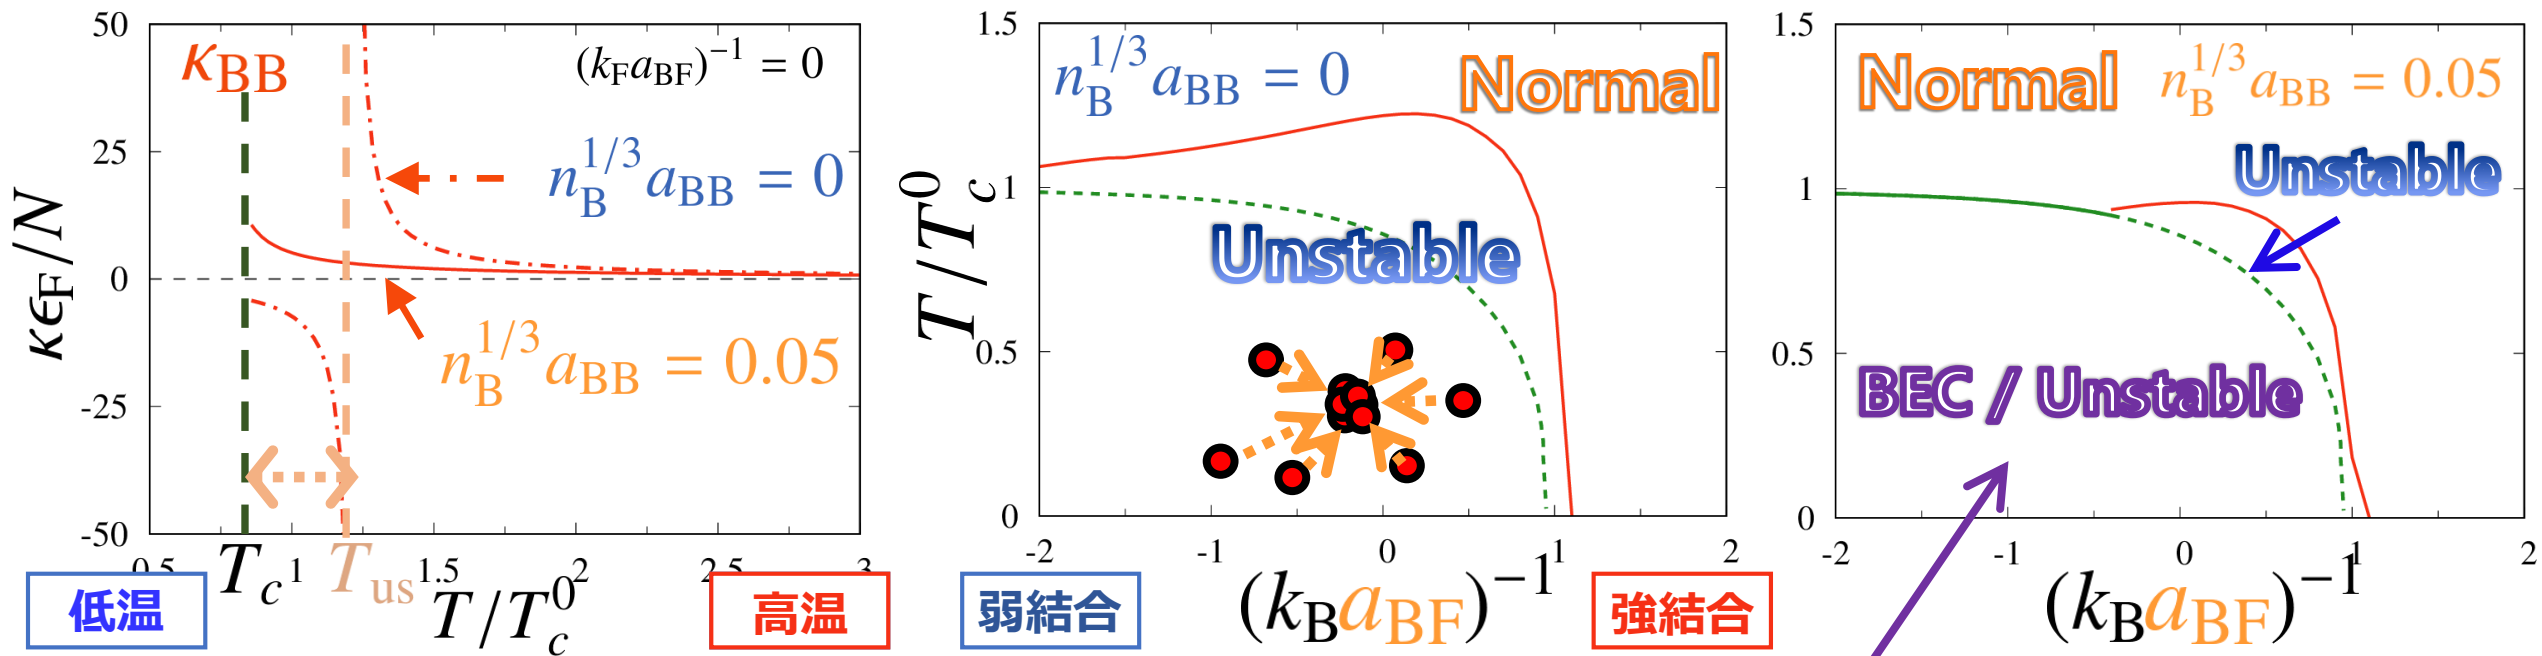 50
25
0
-25
-50
κϵ_F/N
κ_BB
(k_F a_BF)^{-1} = 0
n_B^{1/3} a_BB = 0
n_B^{1/3} a_BB = 0.05
0.5
1
1.5
2
2.5
3
T_c
T_us
T/T_c^0
低温
高温
1.5
1
0.5
0
T/T_c^0
n_B^{1/3} a_BB = 0
Normal
Unstable
-2
-1
0
1
2
(k_B a_BF)^{-1}
弱結合
強結合
1.5
1
0.5
0
Normal
n_B^{1/3} a_BB = 0.05
Unstable
BEC / Unstable
-2
-1
0
1
2
(k_B a_BF)^{-1}